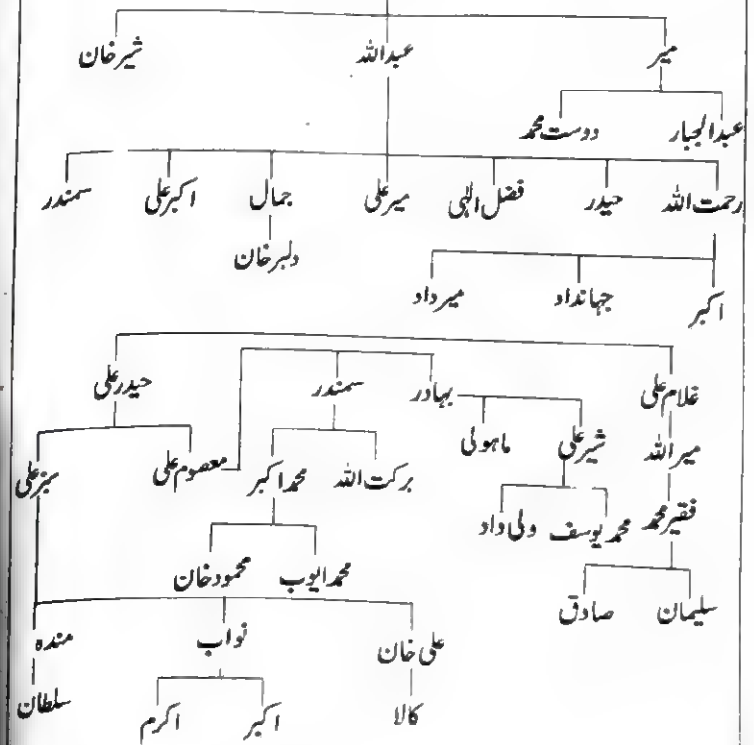 میر عبداللہ شیرخان
عبدالجبار دوست محمد
رحمت اللہ حیدر فضل الٰہی میرعلی جمال اکبرعلی سمندر
دلبرخان
اکبر جہانداد میرداد
غلام علی بہادر سمندر حیدرعلی
میراللہ شیرعلی ماہولی برکت اللہ محمد اکبر معصوم علی سبزعلی
فقیرمحمد محمد یوسف ولی داد
محمد ایوب محمود خان
سلیمان صادق
علی خان نواب مندہ
کالا اکبر اکرم سلطان